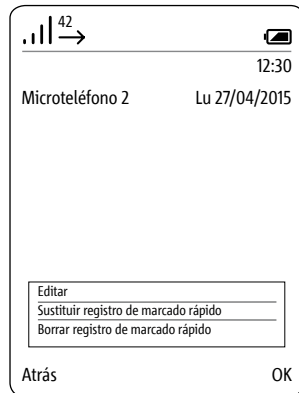 42
12:30
Microteléfono 2 Lu 27/04/2015
Editar
Sustituir registro de marcado rápido
Borrar registro de marcado rápido
Atrás OK